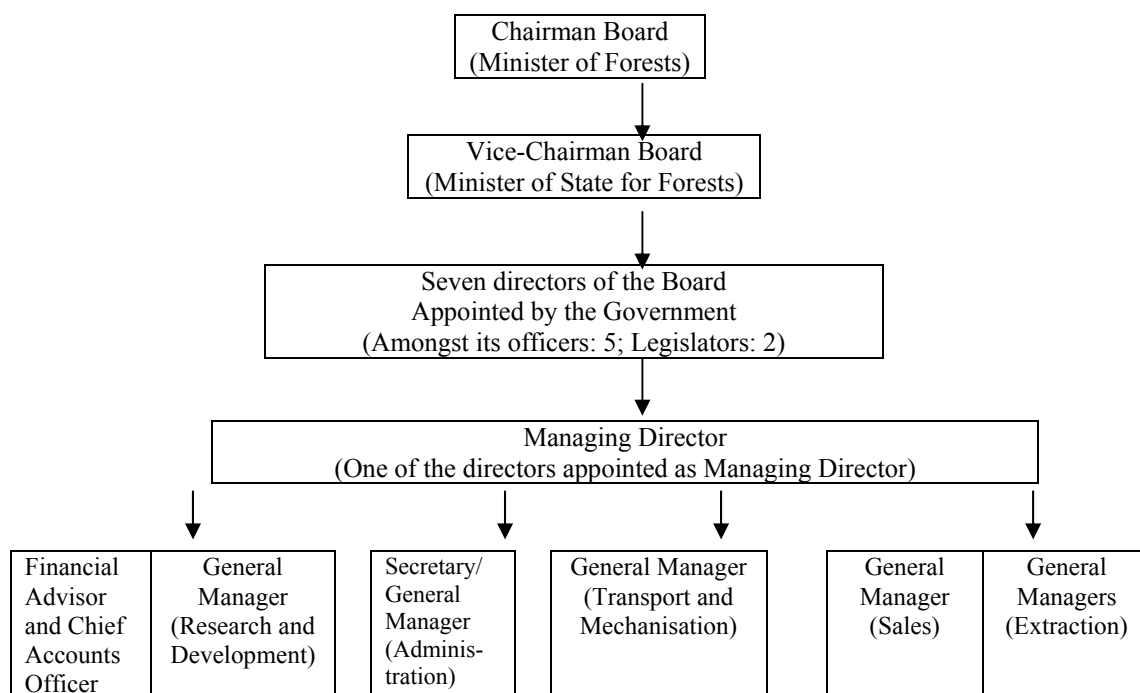 Chairman Board
(Minister of Forests)
Vice-Chairman Board
(Minister of State for Forests)
Seven directors of the Board
Appointed by the Government
(Amongst its officers: 5; Legislators: 2)
Managing Director
(One of the directors appointed as Managing Director)
Financial
Advisor
and Chief
Accounts
Officer
General
Manager
(Research and
Development)
Secretary/
General
Manager
(Adminis-
tration)
General Manager
(Transport and
Mechanisation)
General
Manager
(Sales)
General
Managers
(Extraction)